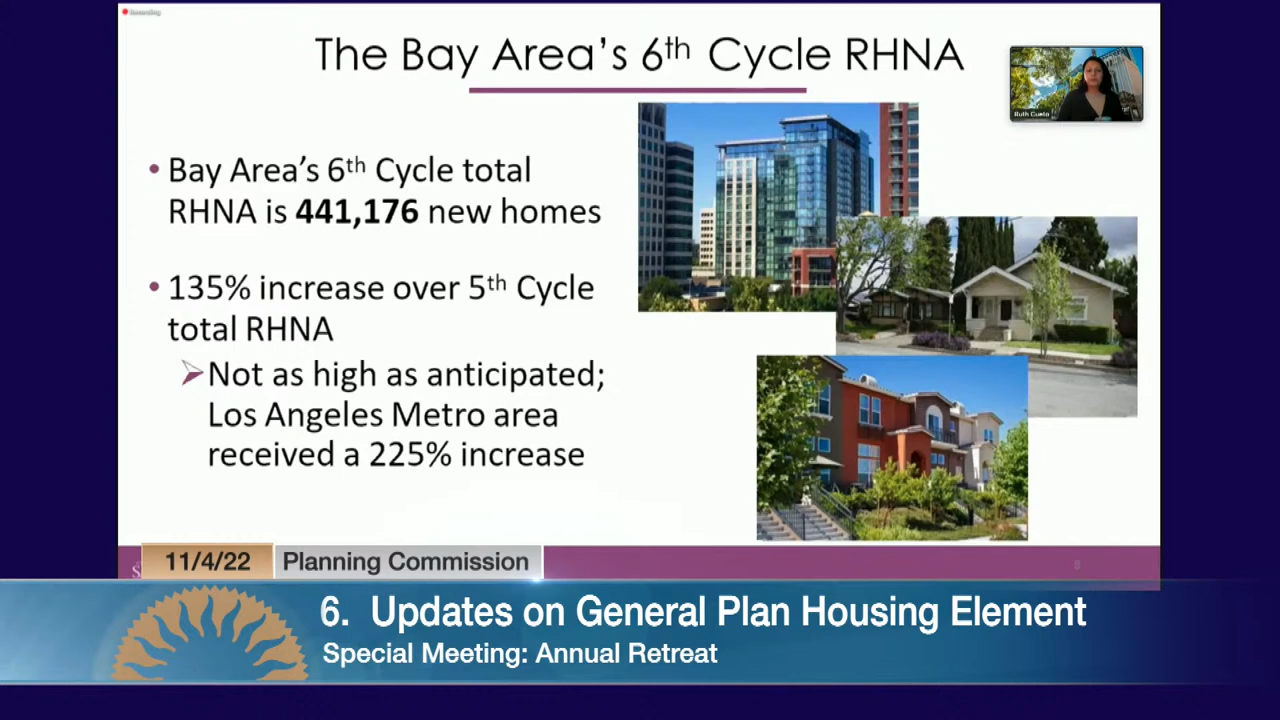 Recording
The Bay Area's 6th Cycle RHNA
Ruth Cueto
• Bay Area's 6th Cycle total
RHNA is 441,176 new homes
• 135% increase over 5th Cycle
total RHNA
➢Not as high as anticipated;
Los Angeles Metro area
received a 225% increase
8
11/4/22 Planning Commission
6. Updates on General Plan Housing Element
Special Meeting: Annual Retreat